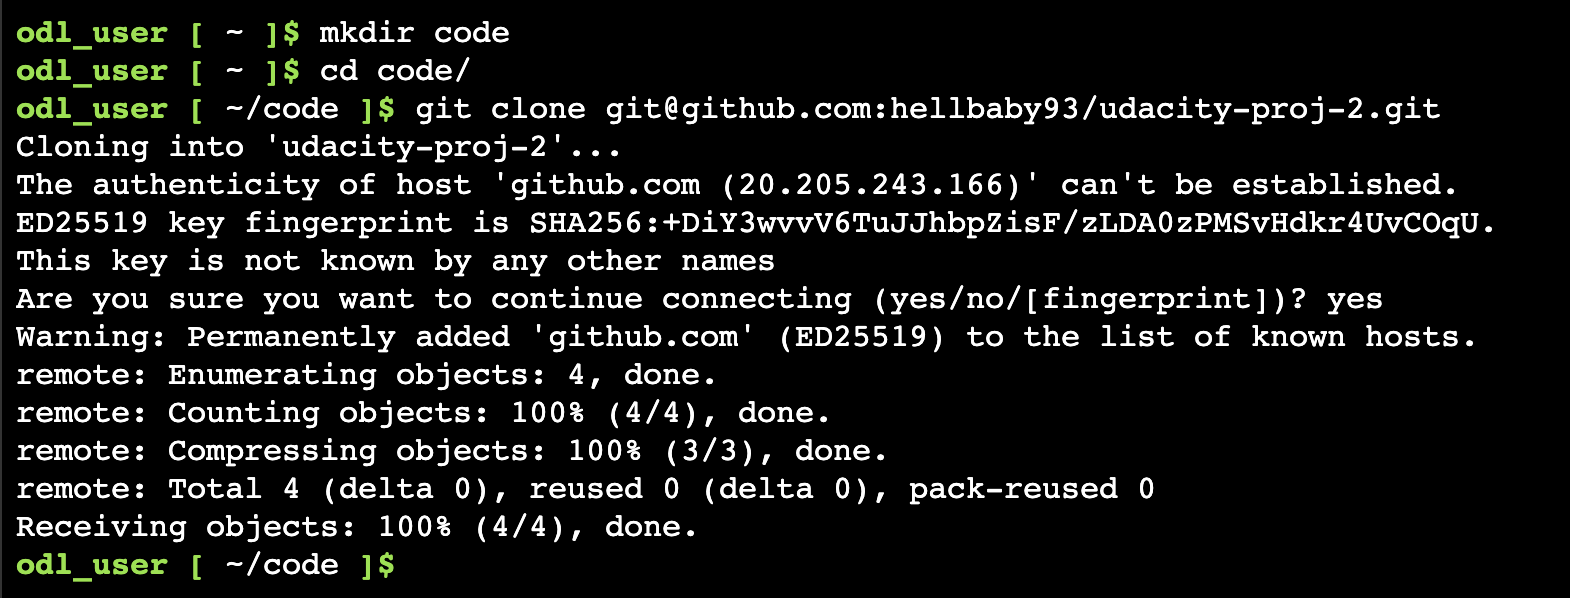 odl_user [ ~ ]$ mkdir code
odl_user [ ~ ]$ cd code/
odl_user [ ~/code ]$ git clone git@github.com:hellbaby93/udacity-proj-2.git
Cloning into 'udacity-proj-2'...
The authenticity of host 'github.com (20.205.243.166)' can't be established.
ED25519 key fingerprint is SHA256:+DiY3wvvV6TuJJhbpZisF/zLDA0zPMSvHdkr4UvCOqU.
This key is not known by any other names
Are you sure you want to continue connecting (yes/no/[fingerprint])? yes
Warning: Permanently added 'github.com' (ED25519) to the list of known hosts.
remote: Enumerating objects: 4, done.
remote: Counting objects: 100% (4/4), done.
remote: Compressing objects: 100% (3/3), done.
remote: Total 4 (delta 0), reused 0 (delta 0), pack-reused 0
Receiving objects: 100% (4/4), done.
odl_user [ ~/code ]$